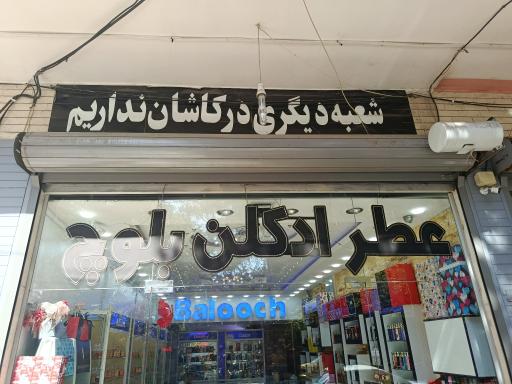 شعبه دیگری در کاشان نداریم
عطر ادکلن بلوچ
Balooch